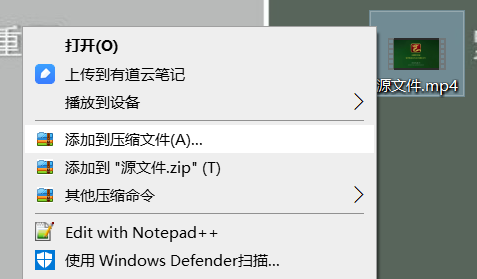 重
打开(O)
上传到有道云笔记
播放到设备
添加到压缩文件(A)...
添加到 "源文件.zip" (T)
其他压缩命令
Edit with Notepad++
使用 Windows Defender扫描...
源文件.mp4